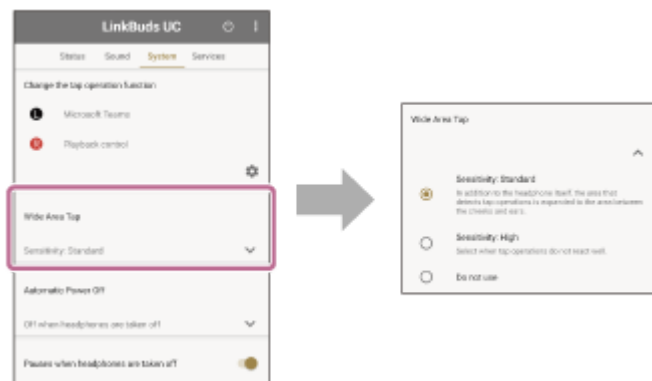 LinkBuds UC
Status Sound System Services
Change the tap operation function
L Microsoft Teams
R Playback control
Wide Area Tap
Sensitivity: Standard
Automatic Power Off
Off when headphones are taken off
Pauses when headphones are taken off
Wide Area Tap
Sensitivity: Standard
In addition to the headphone itself, the area that
detects tap operations is expanded to the area between
the cheeks and ears.
Sensitivity: High
Select when tap operations do not react well.
Do not use